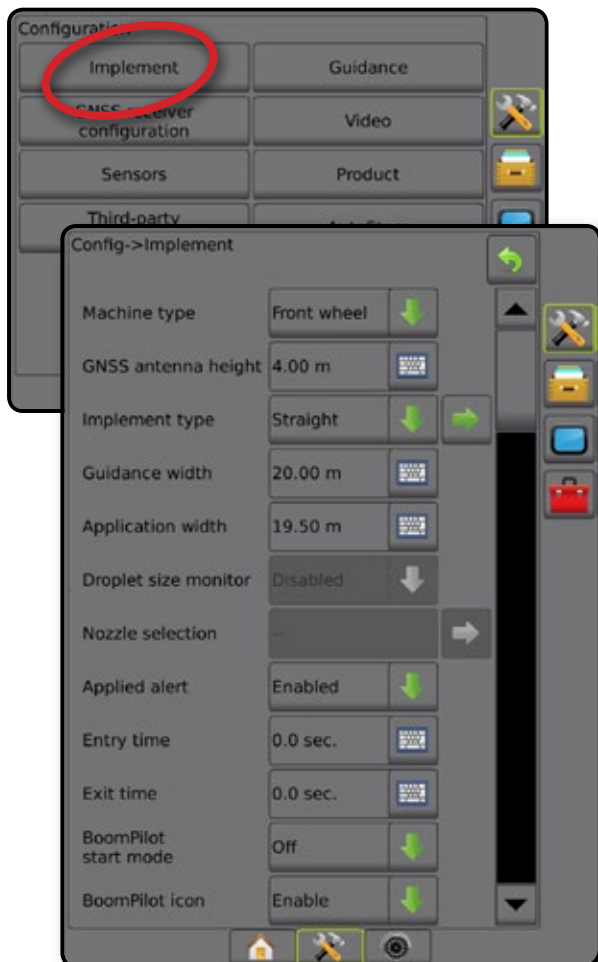 Configuration
Implement
Guidance
GNSS receiver
configuration
Video
Sensors
Product
Third-party
Config->Implement
Machine type
Front wheel
GNSS antenna height
4.00 m
Implement type
Straight
Guidance width
20.00 m
Application width
19.50 m
Droplet size monitor
Disabled
Nozzle selection
--
Applied alert
Enabled
Entry time
0.0 sec.
Exit time
0.0 sec.
BoomPilot
start mode
Off
BoomPilot icon
Enable